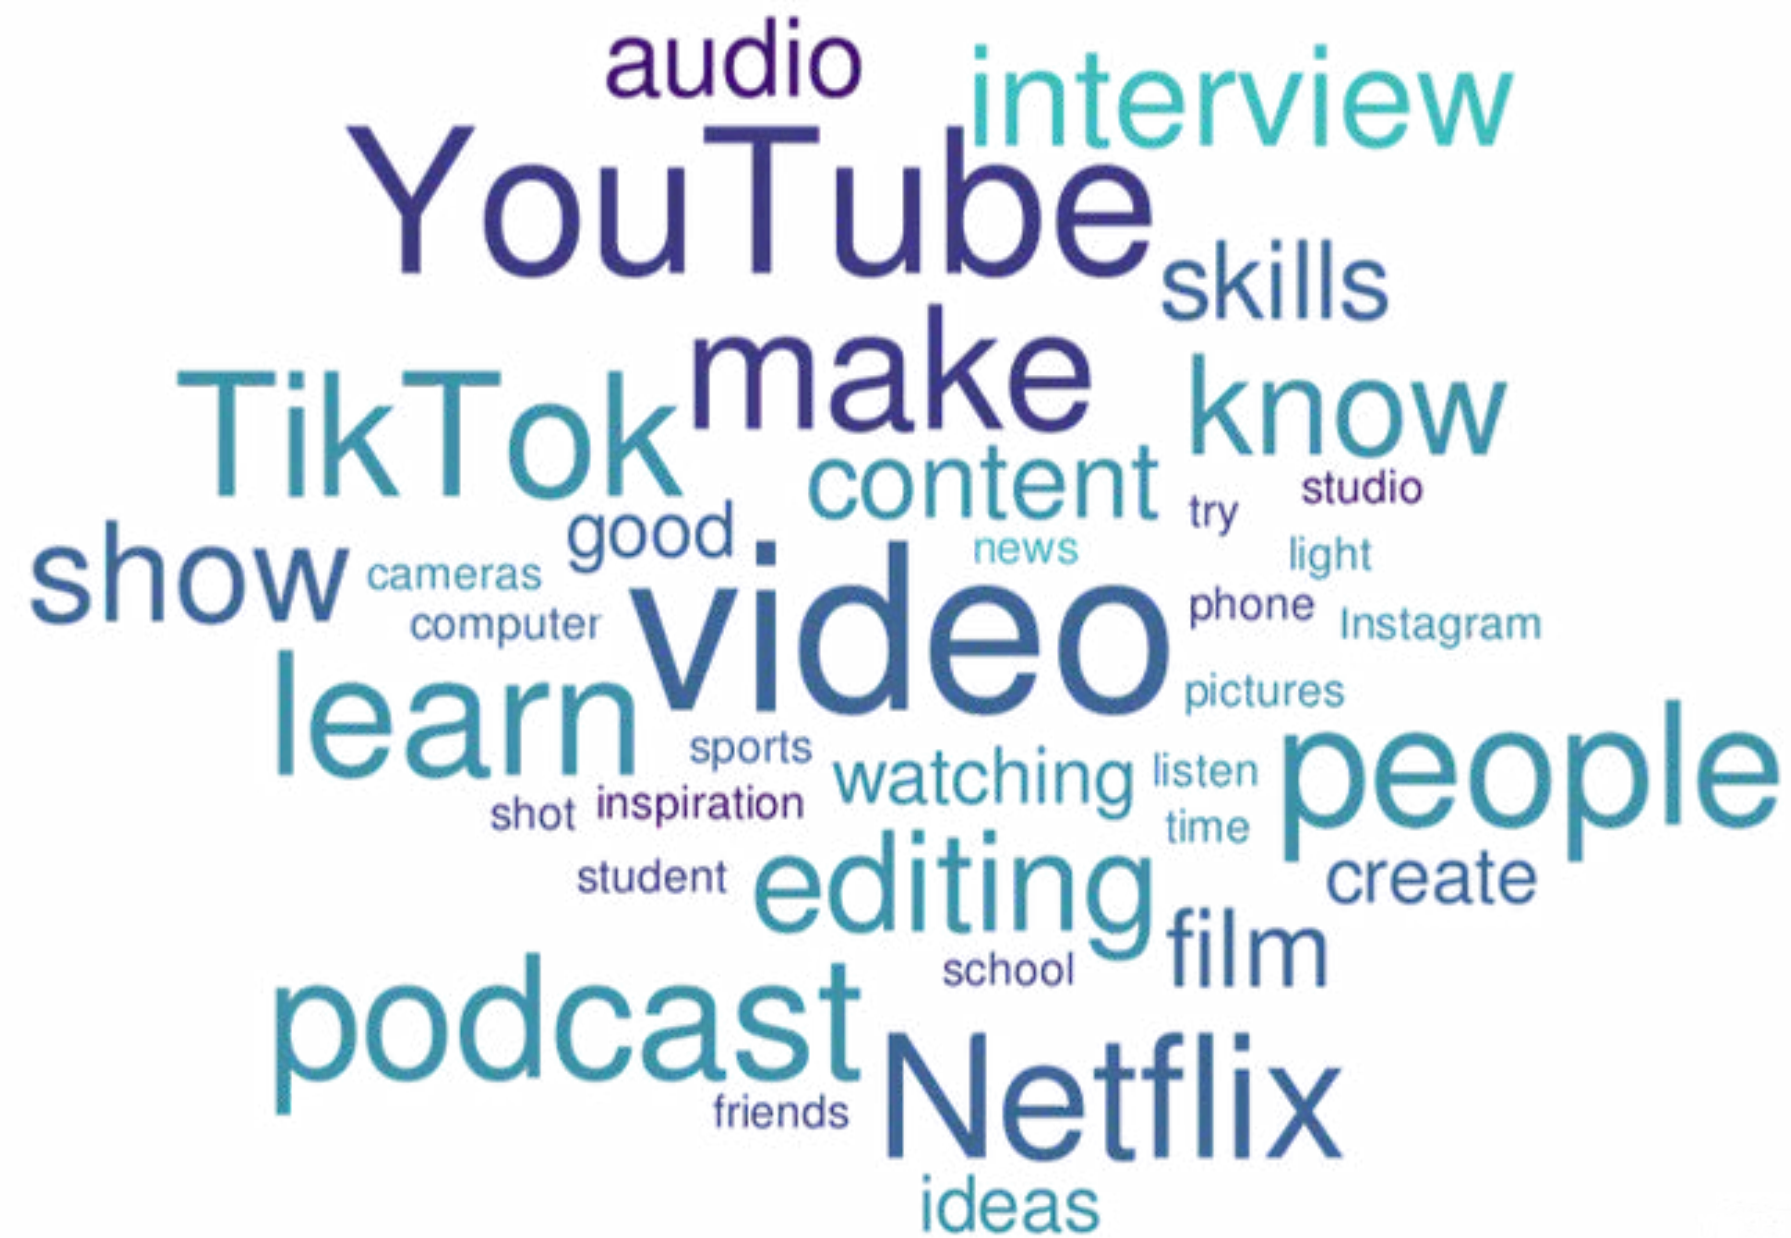 audio
interview
YouTube
skills
make
TikTok
know
content
studio
try
good
show
news
light
cameras
video
phone
computer
Instagram
learn
pictures
sports
watching
listen
people
shot
inspiration
time
student
editing
create
film
school
podcast
Netflix
friends
ideas